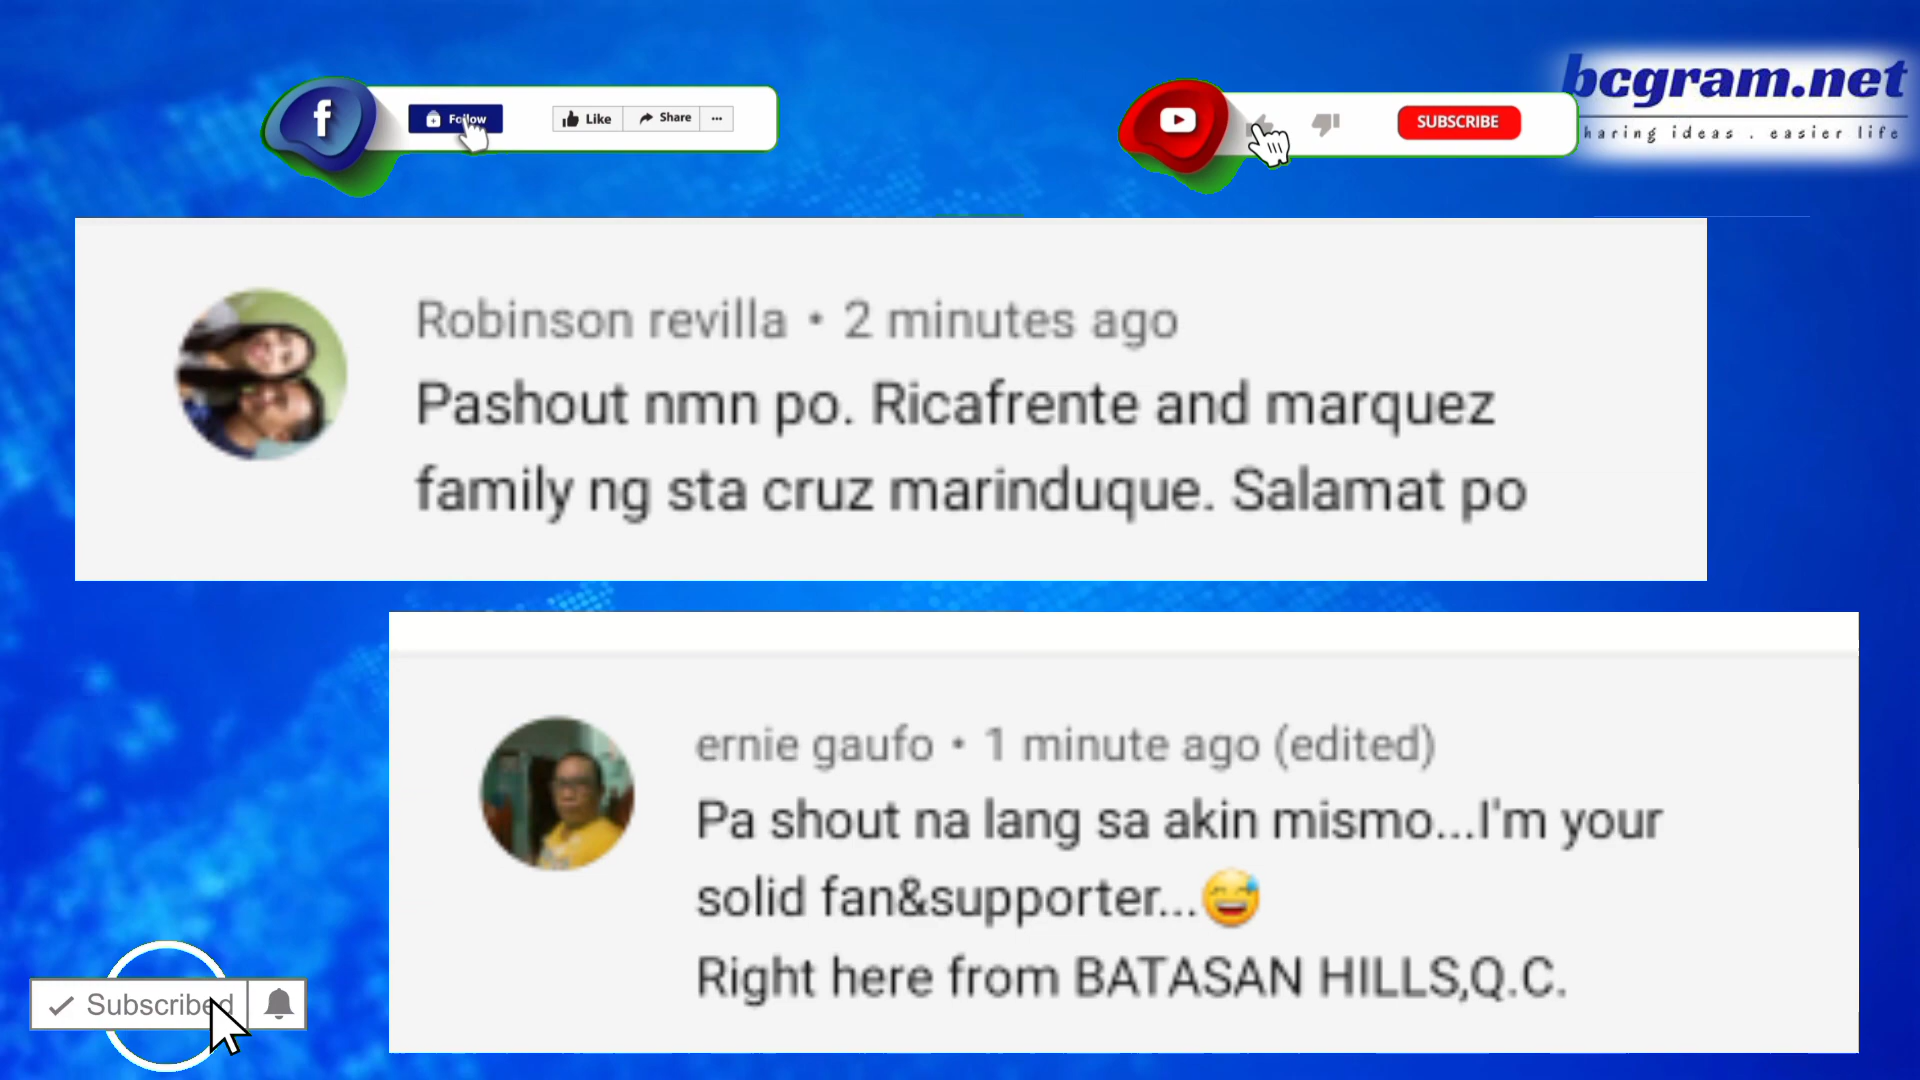 bcgram.net
haring ideas . easier life
Follow
Like
Share
SUBSCRIBE
Robinson revilla • 2 minutes ago
Pashout nmn po. Ricafrente and marquez
family ng sta cruz marinduque. Salamat po
ernie gaufo • 1 minute ago (edited)
Pa shout na lang sa akin mismo...I'm your
solid fan&supporter...😅
Right here from BATASAN HILLS,Q.C.
Subscribed